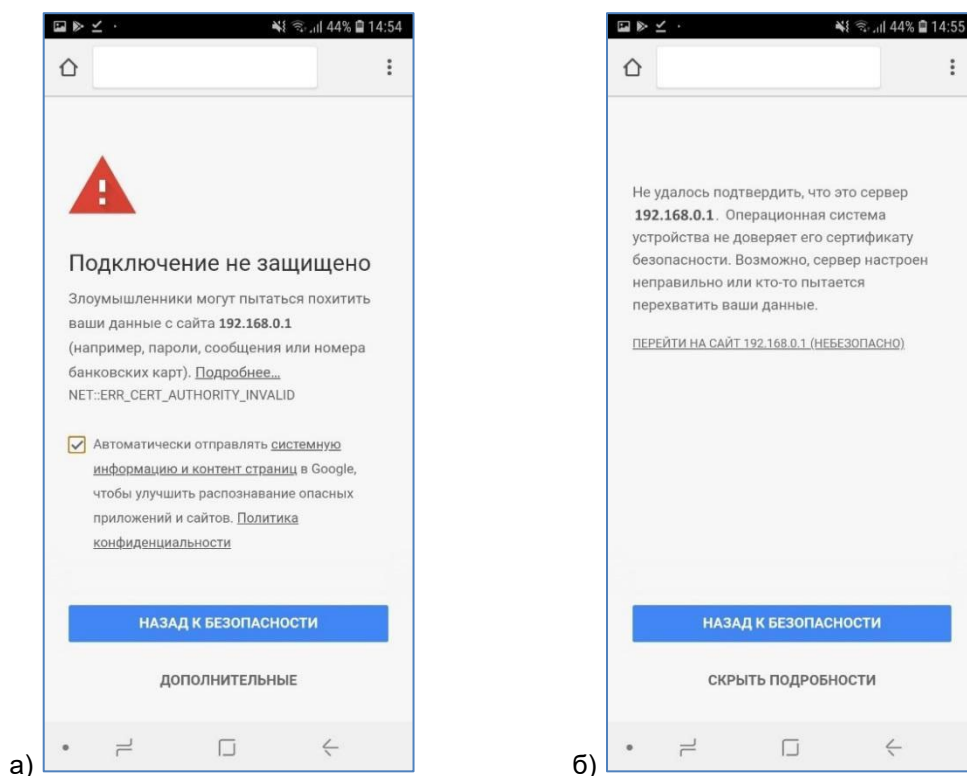 44% 14:54
Подключение не защищено
Злоумышленники могут пытаться похитить
ваши данные с сайта 192.168.0.1
(например, пароли, сообщения или номера
банковских карт). Подробнее...
NET::ERR_CERT_AUTHORITY_INVALID
Автоматически отправлять системную
информацию и контент страниц в Google,
чтобы улучшить распознавание опасных
приложений и сайтов. Политика
конфиденциальности
НАЗАД К БЕЗОПАСНОСТИ
ДОПОЛНИТЕЛЬНЫЕ
а)
44% 14:55
Не удалось подтвердить, что это сервер
192.168.0.1. Операционная система
устройства не доверяет его сертификату
безопасности. Возможно, сервер настроен
неправильно или кто-то пытается
перехватить ваши данные.
ПЕРЕЙТИ НА САЙТ 192.168.0.1 (НЕБЕЗОПАСНО)
НАЗАД К БЕЗОПАСНОСТИ
СКРЫТЬ ПОДРОБНОСТИ
б)